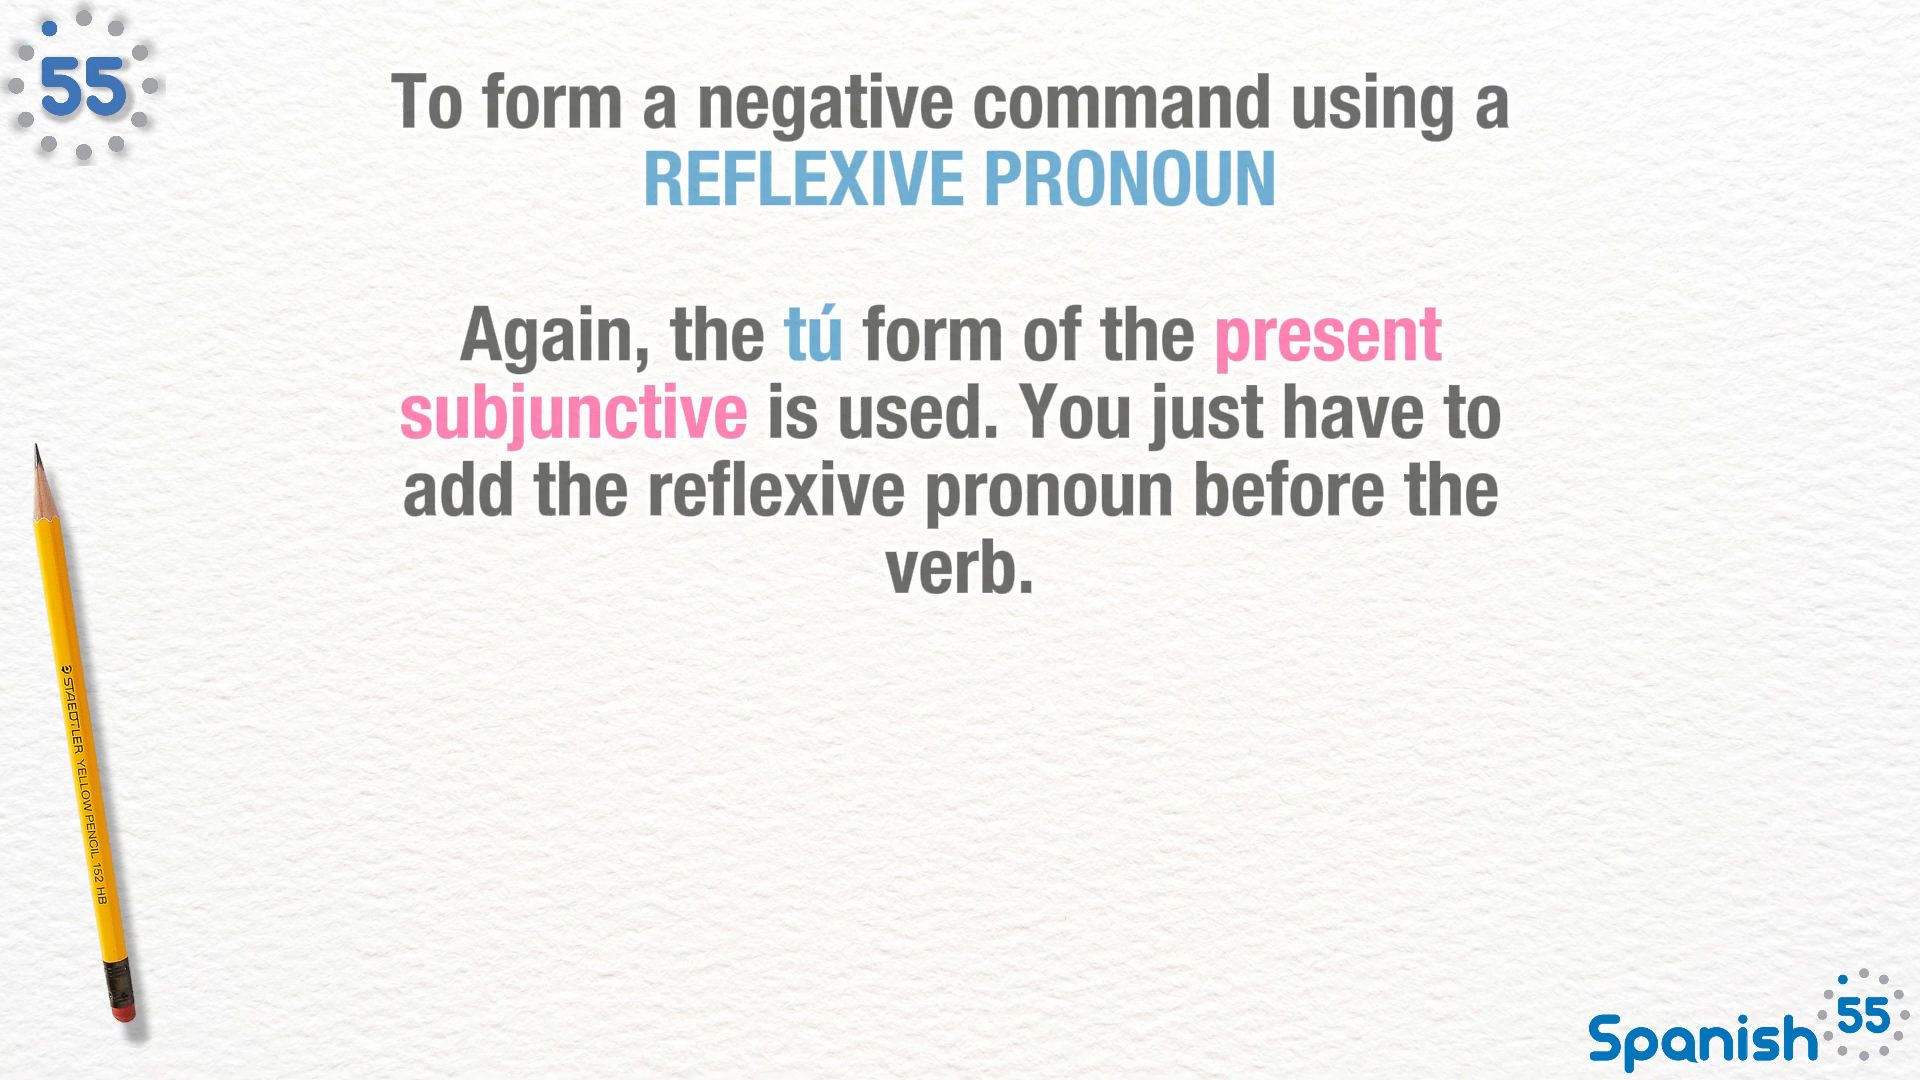 55
To form a negative command using a
REFLEXIVE PRONOUN
Again, the tú form of the present
subjunctive is used. You just have to
add the reflexive pronoun before the
verb.
STAEDTLER YELLOW PENCIL 152 HB
Spanish 55